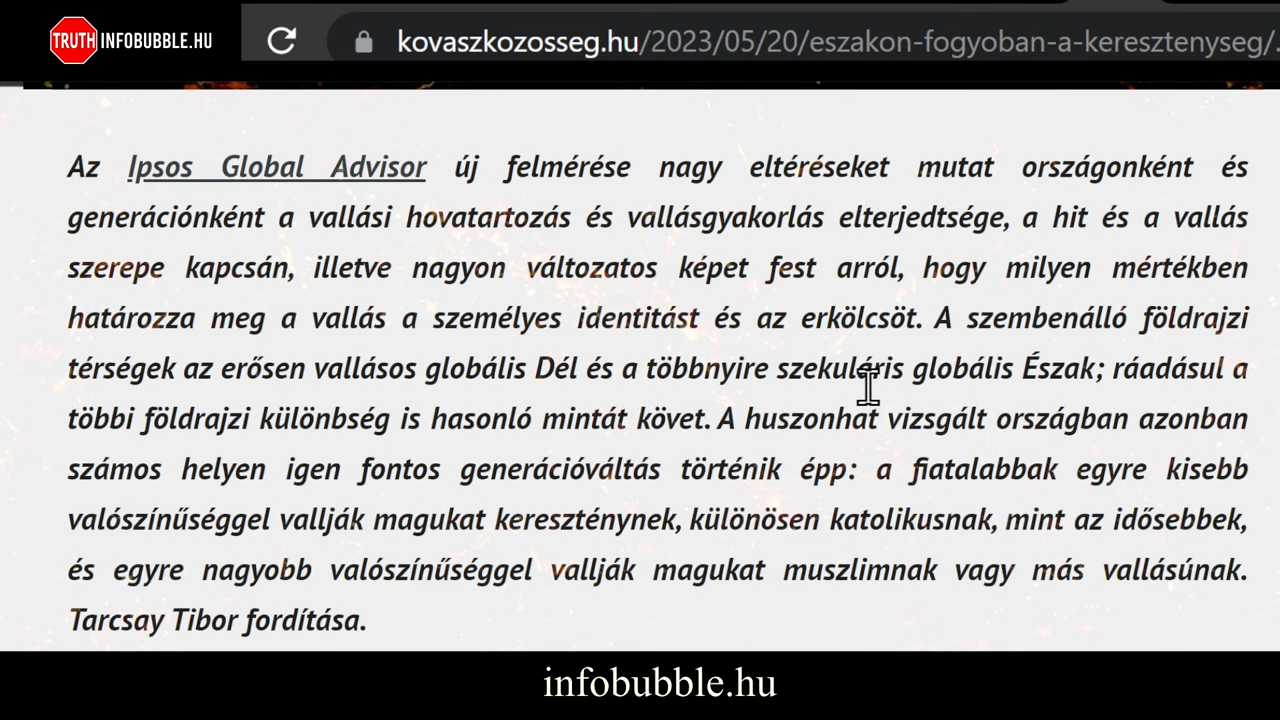 TRUTH INFOBUBBLE.HU
kovaszkozosseg.hu/2023/05/20/eszakon-fogyoban-a-keresztenyseg/.
Az Ipsos Global Advisor új felmérése nagy eltéréseket mutat országonként és
generációnként a vallási hovatartozás és vallásgyakorlás elterjedtsége, a hit és a vallás
szerepe kapcsán, illetve nagyon változatos képet fest arról, hogy milyen mértékben
határozza meg a vallás a személyes identitást és az erkölcsöt. A szembenálló földrajzi
térségek az erősen vallásos globális Dél és a többnyire szekuláris globális Észak; ráadásul a
többi földrajzi különbség is hasonló mintát követ. A huszonhat vizsgált országban azonban
számos helyen igen fontos generációváltás történik épp: a fiatalabbak egyre kisebb
valószínűséggel vallják magukat kereszténynek, különösen katolikusnak, mint az idősebbek,
és egyre nagyobb valószínűséggel vallják magukat muszlimnak vagy más vallásúnak.
Tarcsay Tibor fordítása.
infobubble.hu